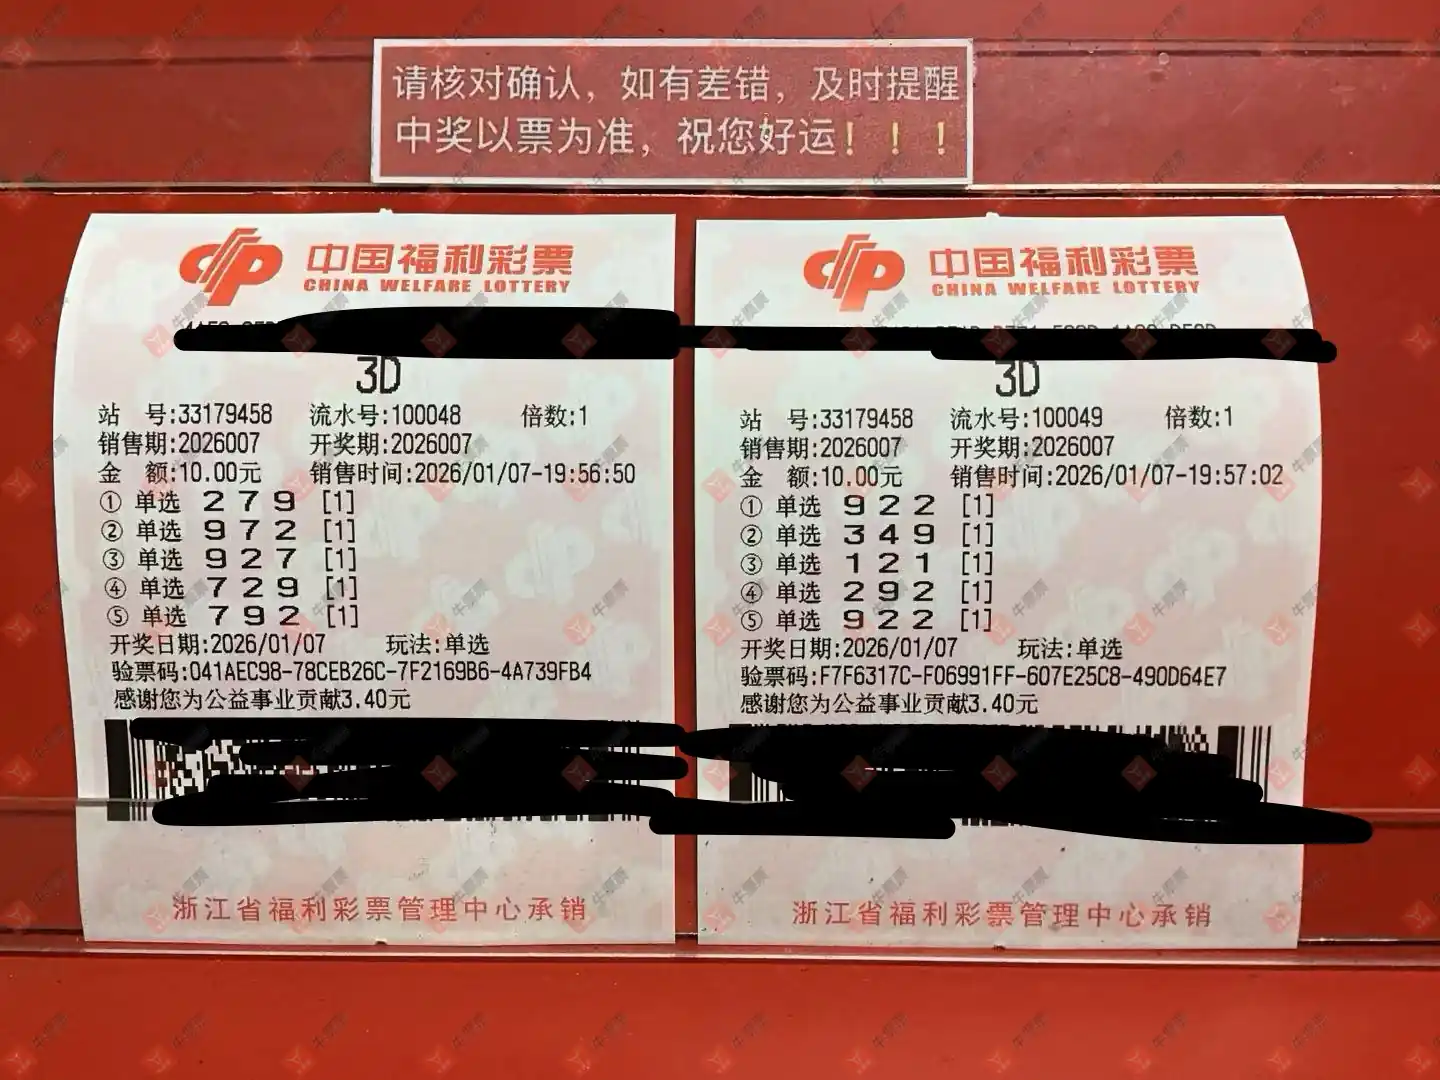 请核对确认，如有差错，及时提醒
中奖以票为准，祝您好运！！！
中国福利彩票
CHINA WELFARE LOTTERY
3D
站 号:33179458 流水号:100048 倍数:1
销售期:2026007 开奖期:2026007
金 额:10.00元 销售时间:2026/01/07-19:56:50
① 单选 2 7 9 [1]
② 单选 9 7 2 [1]
③ 单选 9 2 7 [1]
④ 单选 7 2 9 [1]
⑤ 单选 7 9 2 [1]
开奖日期:2026/01/07 玩法:单选
验票码:041AEC98-78CEB26C-7F2169B6-4A739FB4
感谢您为公益事业贡献3.40元
浙江省福利彩票管理中心承销
中国福利彩票
CHINA WELFARE LOTTERY
3D
站 号:33179458 流水号:100049 倍数:1
销售期:2026007 开奖期:2026007
金 额:10.00元 销售时间:2026/01/07-19:57:02
① 单选 9 2 2 [1]
② 单选 3 4 9 [1]
③ 单选 1 2 1 [1]
④ 单选 2 9 2 [1]
⑤ 单选 9 2 2 [1]
开奖日期:2026/01/07 玩法:单选
验票码:F7F6317C-F06991FF-607E25C8-490D64E7
感谢您为公益事业贡献3.40元
浙江省福利彩票管理中心承销